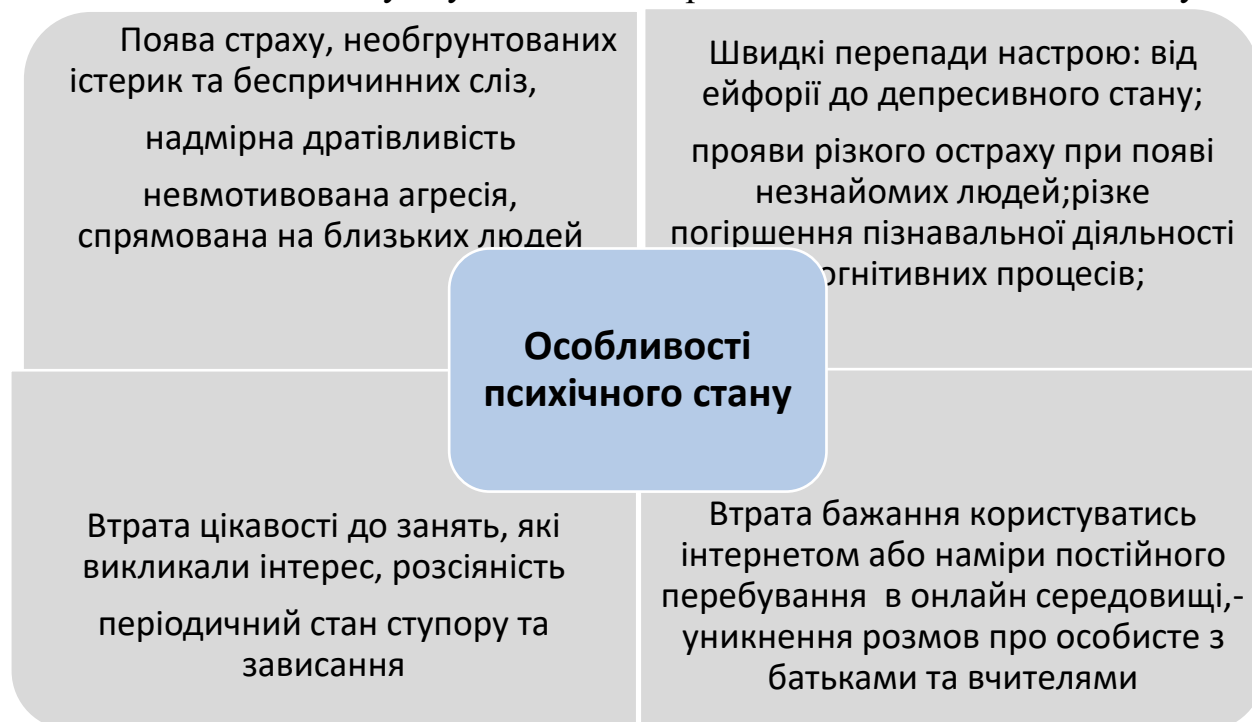 Поява страху, необгрунтованих
істерик та беспричинних сліз,
надмірна дратівливість
невмотивована агресія,
спрямована на близьких людей
Швидкі перепади настрою: від
ейфорії до депресивного стану;
прояви різкого остраху при появі
незнайомих людей;різке
погіршення пізнавальної діяльності
процесів;
Особливості
психічного стану
Втрата цікавості до занять, які
викликали інтерес, розсіяність
періодичний стан ступору та
зависання
Втрата бажання користуватись
інтернетом або наміри постійного
перебування в онлайн середовищі,-
уникнення розмов про особисте з
батьками та вчителями